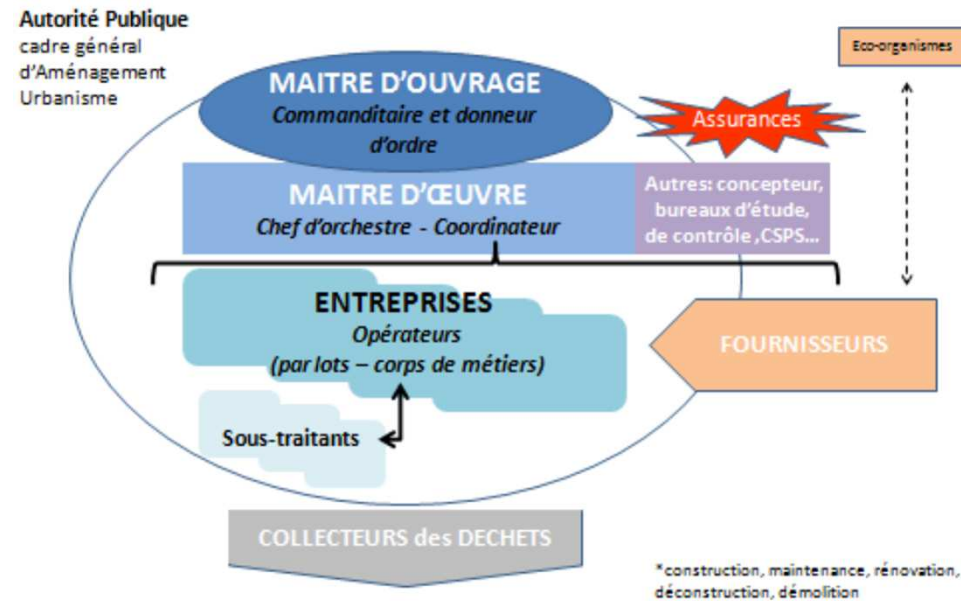 Autorité Publique
cadre général
d'Aménagement
Urbanisme
Eco-organismes
MAITRE D'OUVRAGE
Commanditaire et donneur
d'ordre
Assurances
MAITRE D'ŒUVRE
Chef d'orchestre - Coordinateur
Autres: concepteur,
bureaux d'étude,
de contrôle ,CSPS...
ENTREPRISES
Opérateurs
(par lots – corps de métiers)
FOURNISSEURS
Sous-traitants
COLLECTEURS des DECHETS
*construction, maintenance, rénovation,
déconstruction, démolition